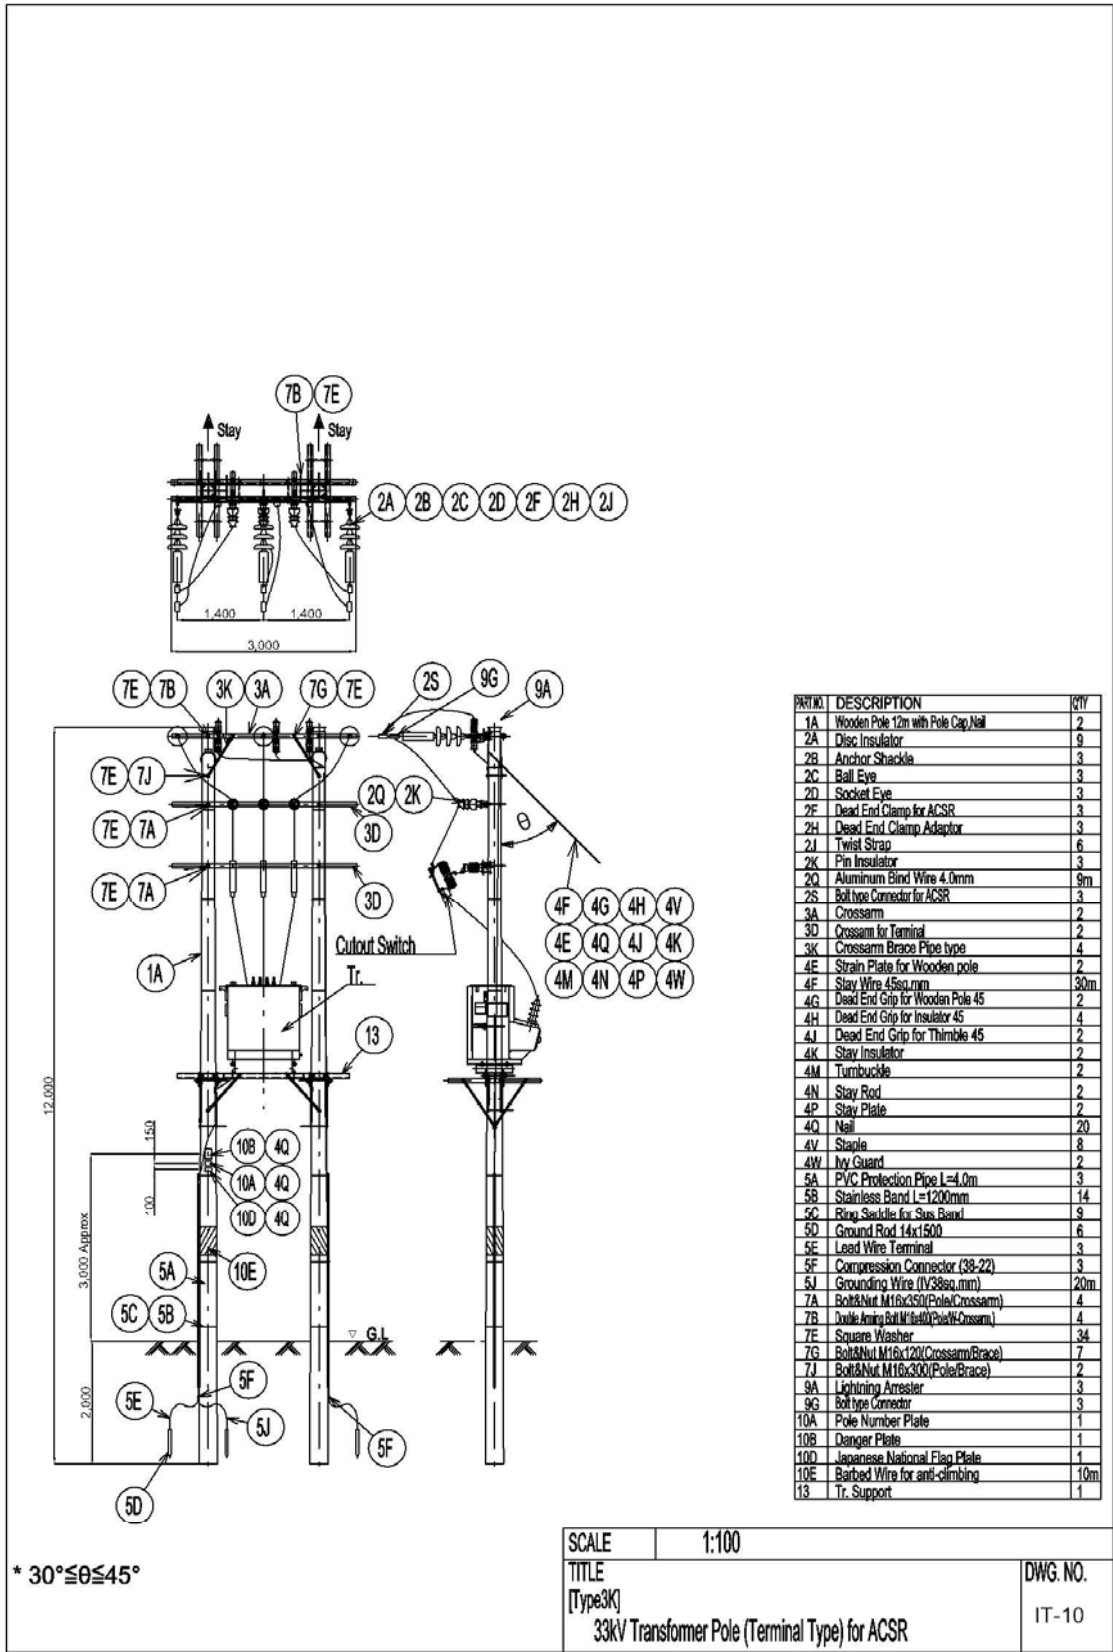 7B 7E
Stay Stay
2A 2B 2C 2D 2F 2H 2J
1,400 1,400
3,000
7E 7B 3K 3A 7G 7E 2S 9G 9A
7E 7J
2Q 2K
θ
7E 7A 3D
7E 7A 3D
4F 4G 4H 4V
4E 4Q 4J 4K
4M 4N 4P 4W
Cutout Switch
Tr.
1A
13
12,000
150
100
10B 4Q
10A 4Q
10D 4Q
3,000 Approx
5A 10E
5C 5B
G.L
2,000
5F
5E
5J
5F
5D
PART.NO. DESCRIPTION Q'TY
1A Wooden Pole 12m with Pole Cap,Nail 2
2A Disc Insulator 9
2B Anchor Shackle 3
2C Ball Eye 3
2D Socket Eye 3
2F Dead End Clamp for ACSR 3
2H Dead End Clamp Adaptor 3
2J Twist Strap 6
2K Pin Insulator 3
2Q Aluminum Bind Wire 4.0mm 9m
2S Bolt type Connector for ACSR 3
3A Crossarm 2
3D Crossarm for Terminal 2
3K Crossarm Brace Pipe type 4
4E Strain Plate for Wooden pole 2
4F Stay Wire 45sq.mm 30m
4G Dead End Grip for Wooden Pole 45 2
4H Dead End Grip for Insulator 45 4
4J Dead End Grip for Thimble 45 2
4K Stay Insulator 2
4M Turnbuckle 2
4N Stay Rod 2
4P Stay Plate 2
4Q Nail 20
4V Staple 8
4W Ivy Guard 2
5A PVC Protection Pipe L=4.0m 3
5B Stainless Band L=1200mm 14
5C Ring Saddle for Sus Band 9
5D Ground Rod 14x1500 6
5E Lead Wire Terminal 3
5F Compression Connector (38-22) 3
5J Grounding Wire (IV38sq.mm) 20m
7A Bolt&Nut M16x350(Pole/Crossarm) 4
7B Double Arming Bolt M16x400(Pole/W-Crossarm,) 4
7E Square Washer 34
7G Bolt&Nut M16x120(Crossarm/Brace) 7
7J Bolt&Nut M16x300(Pole/Brace) 2
9A Lightning Arrester 3
9G Bolt type Connector 3
10A Pole Number Plate 1
10B Danger Plate 1
10D Japanese National Flag Plate 1
10E Barbed Wire for anti-climbing 10m
13 Tr. Support 1
* 30°≦θ≦45°
SCALE 1:100
TITLE DWG. NO.
[Type3K] IT-10
33kV Transformer Pole (Terminal Type) for ACSR